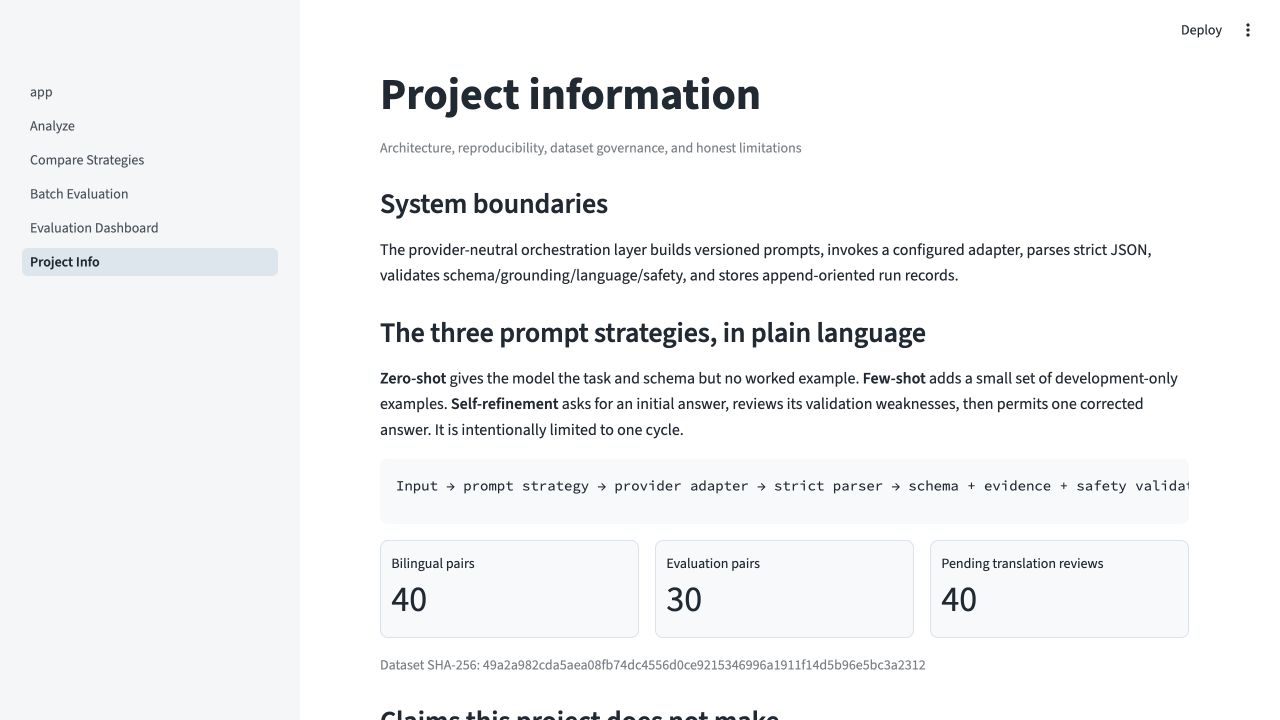 Deploy
app
Analyze
Compare Strategies
Batch Evaluation
Evaluation Dashboard
Project Info
Project information
Architecture, reproducibility, dataset governance, and honest limitations
System boundaries
The provider-neutral orchestration layer builds versioned prompts, invokes a configured adapter, parses strict JSON,
validates schema/grounding/language/safety, and stores append-oriented run records.
The three prompt strategies, in plain language
Zero-shot gives the model the task and schema but no worked example. Few-shot adds a small set of development-only
examples. Self-refinement asks for an initial answer, reviews its validation weaknesses, then permits one corrected
answer. It is intentionally limited to one cycle.
Input → prompt strategy → provider adapter → strict parser → schema + evidence + safety validat
Bilingual pairs
40
Evaluation pairs
30
Pending translation reviews
40
Dataset SHA-256: 49a2a982cda5aea08fb74dc4556d0ce9215346996a1911f14d5b96e5bc3a2312
Claims this project does not make